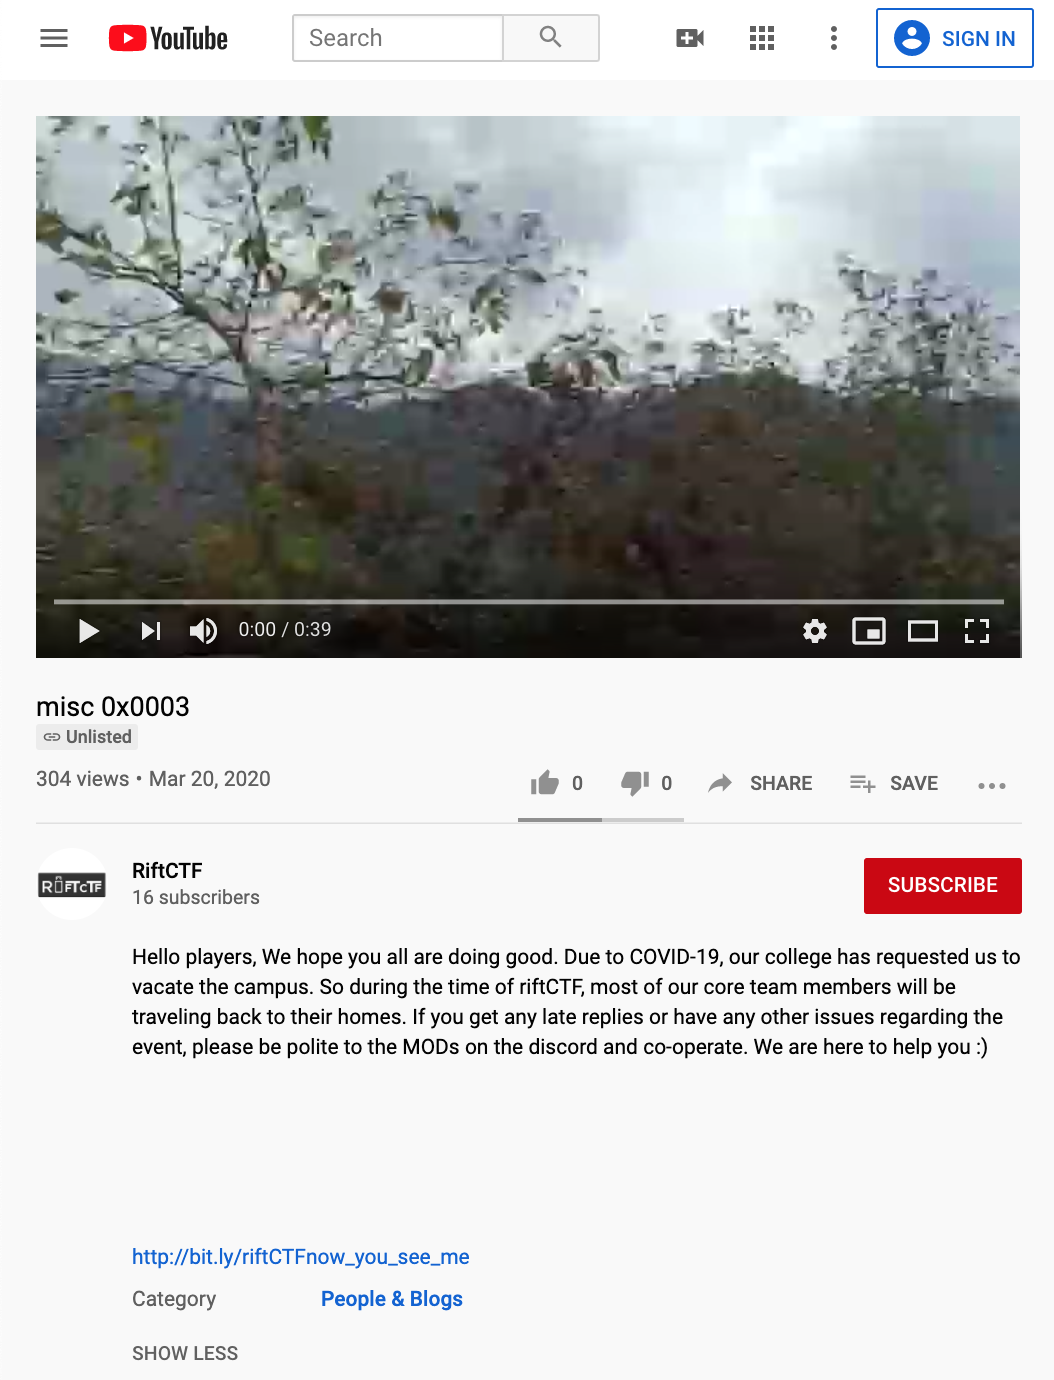 YouTube
Search
SIGN IN
0:00 / 0:39
misc 0x0003
Unlisted
304 views • Mar 20, 2020
0
0
SHARE
SAVE
RiftCTF
16 subscribers
SUBSCRIBE
Hello players, We hope you all are doing good. Due to COVID-19, our college has requested us to
vacate the campus. So during the time of riftCTF, most of our core team members will be
traveling back to their homes. If you get any late replies or have any other issues regarding the
event, please be polite to the MODs on the discord and co-operate. We are here to help you :)
http://bit.ly/riftCTFnow_you_see_me
Category People & Blogs
SHOW LESS